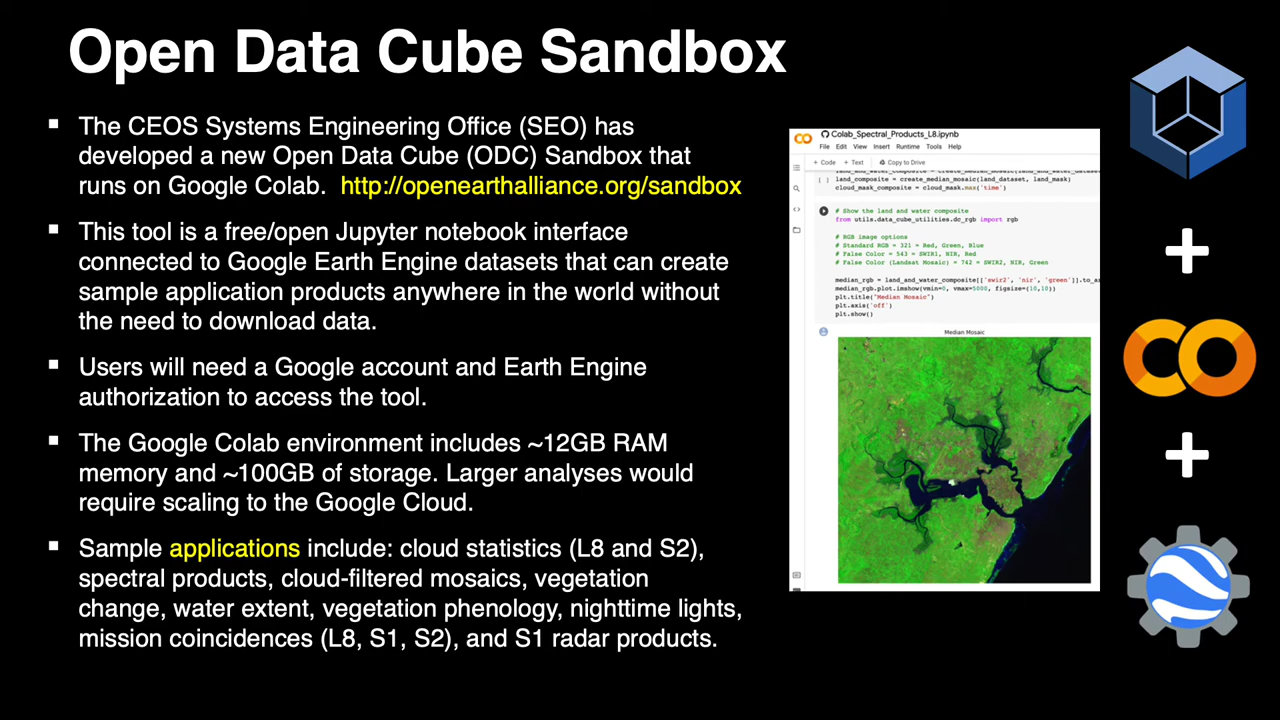 Open Data Cube Sandbox
▪ The CEOS Systems Engineering Office (SEO) has
developed a new Open Data Cube (ODC) Sandbox that
runs on Google Colab. http://openearthalliance.org/sandbox
▪ This tool is a free/open Jupyter notebook interface
connected to Google Earth Engine datasets that can create
sample application products anywhere in the world without
the need to download data.
▪ Users will need a Google account and Earth Engine
authorization to access the tool.
▪ The Google Colab environment includes ~12GB RAM
memory and ~100GB of storage. Larger analyses would
require scaling to the Google Cloud.
▪ Sample applications include: cloud statistics (L8 and S2),
spectral products, cloud-filtered mosaics, vegetation
change, water extent, vegetation phenology, nighttime lights,
mission coincidences (L8, S1, S2), and S1 radar products.
Colab_Spectral_Products_L8.ipynb
File Edit View Insert Runtime Tools Help
+ Code + Text Copy to Drive
land_and_water_composite = create_median_mosaic(land_and_water_dataset
land_composite = create_median_mosaic(land_dataset, land_mask)
[ ] cloud_mask_composite = cloud_mask.max('time')
# Show the land and water composite
from utils.data_cube_utilities.dc_rgb import rgb
# RGB image options
# Standard RGB = 321 = Red, Green, Blue
# False Color = 543 = SWIR1, NIR, Red
# False Color (Landsat Mosaic) = 742 = SWIR2, NIR, Green
median_rgb = land_and_water_composite[['swir2', 'nir', 'green']].to_a
median_rgb.plot.imshow(vmin=0, vmax=5000, figsize=(10,10))
plt.title("Median Mosaic")
plt.axis('off')
plt.show()
Median Mosaic
+
+